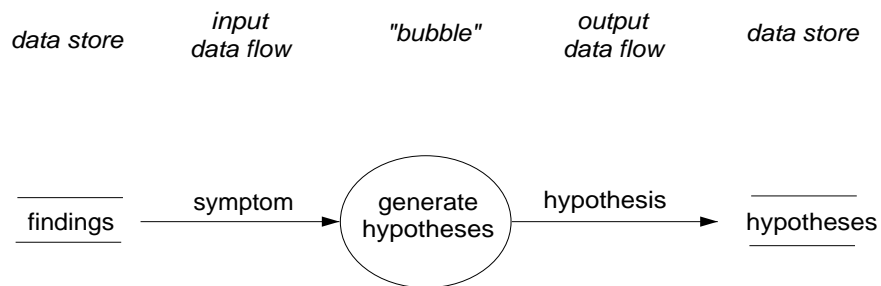 data store
input
data flow
"bubble"
output
data flow
data store
findings
symptom
generate
hypotheses
hypothesis
hypotheses